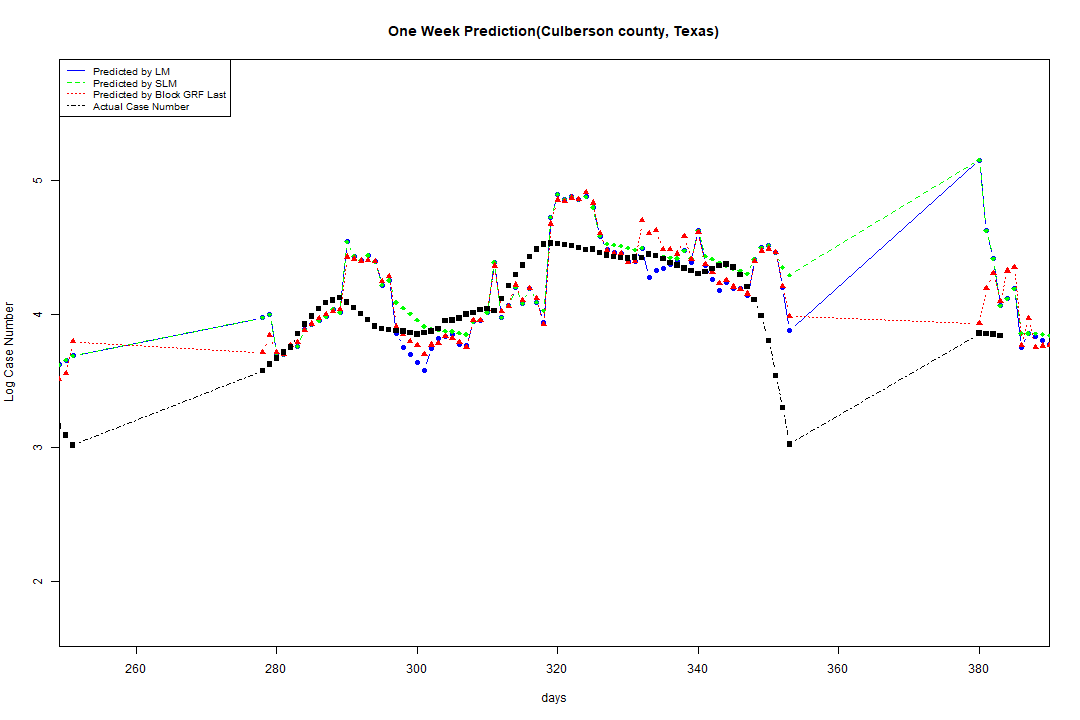 One Week Prediction(Culberson county, Texas)
Predicted by LM
Predicted by SLM
Predicted by Block GRF Last
Actual Case Number
Log Case Number
5
4
3
2
260 280 300 320 340 360 380
days